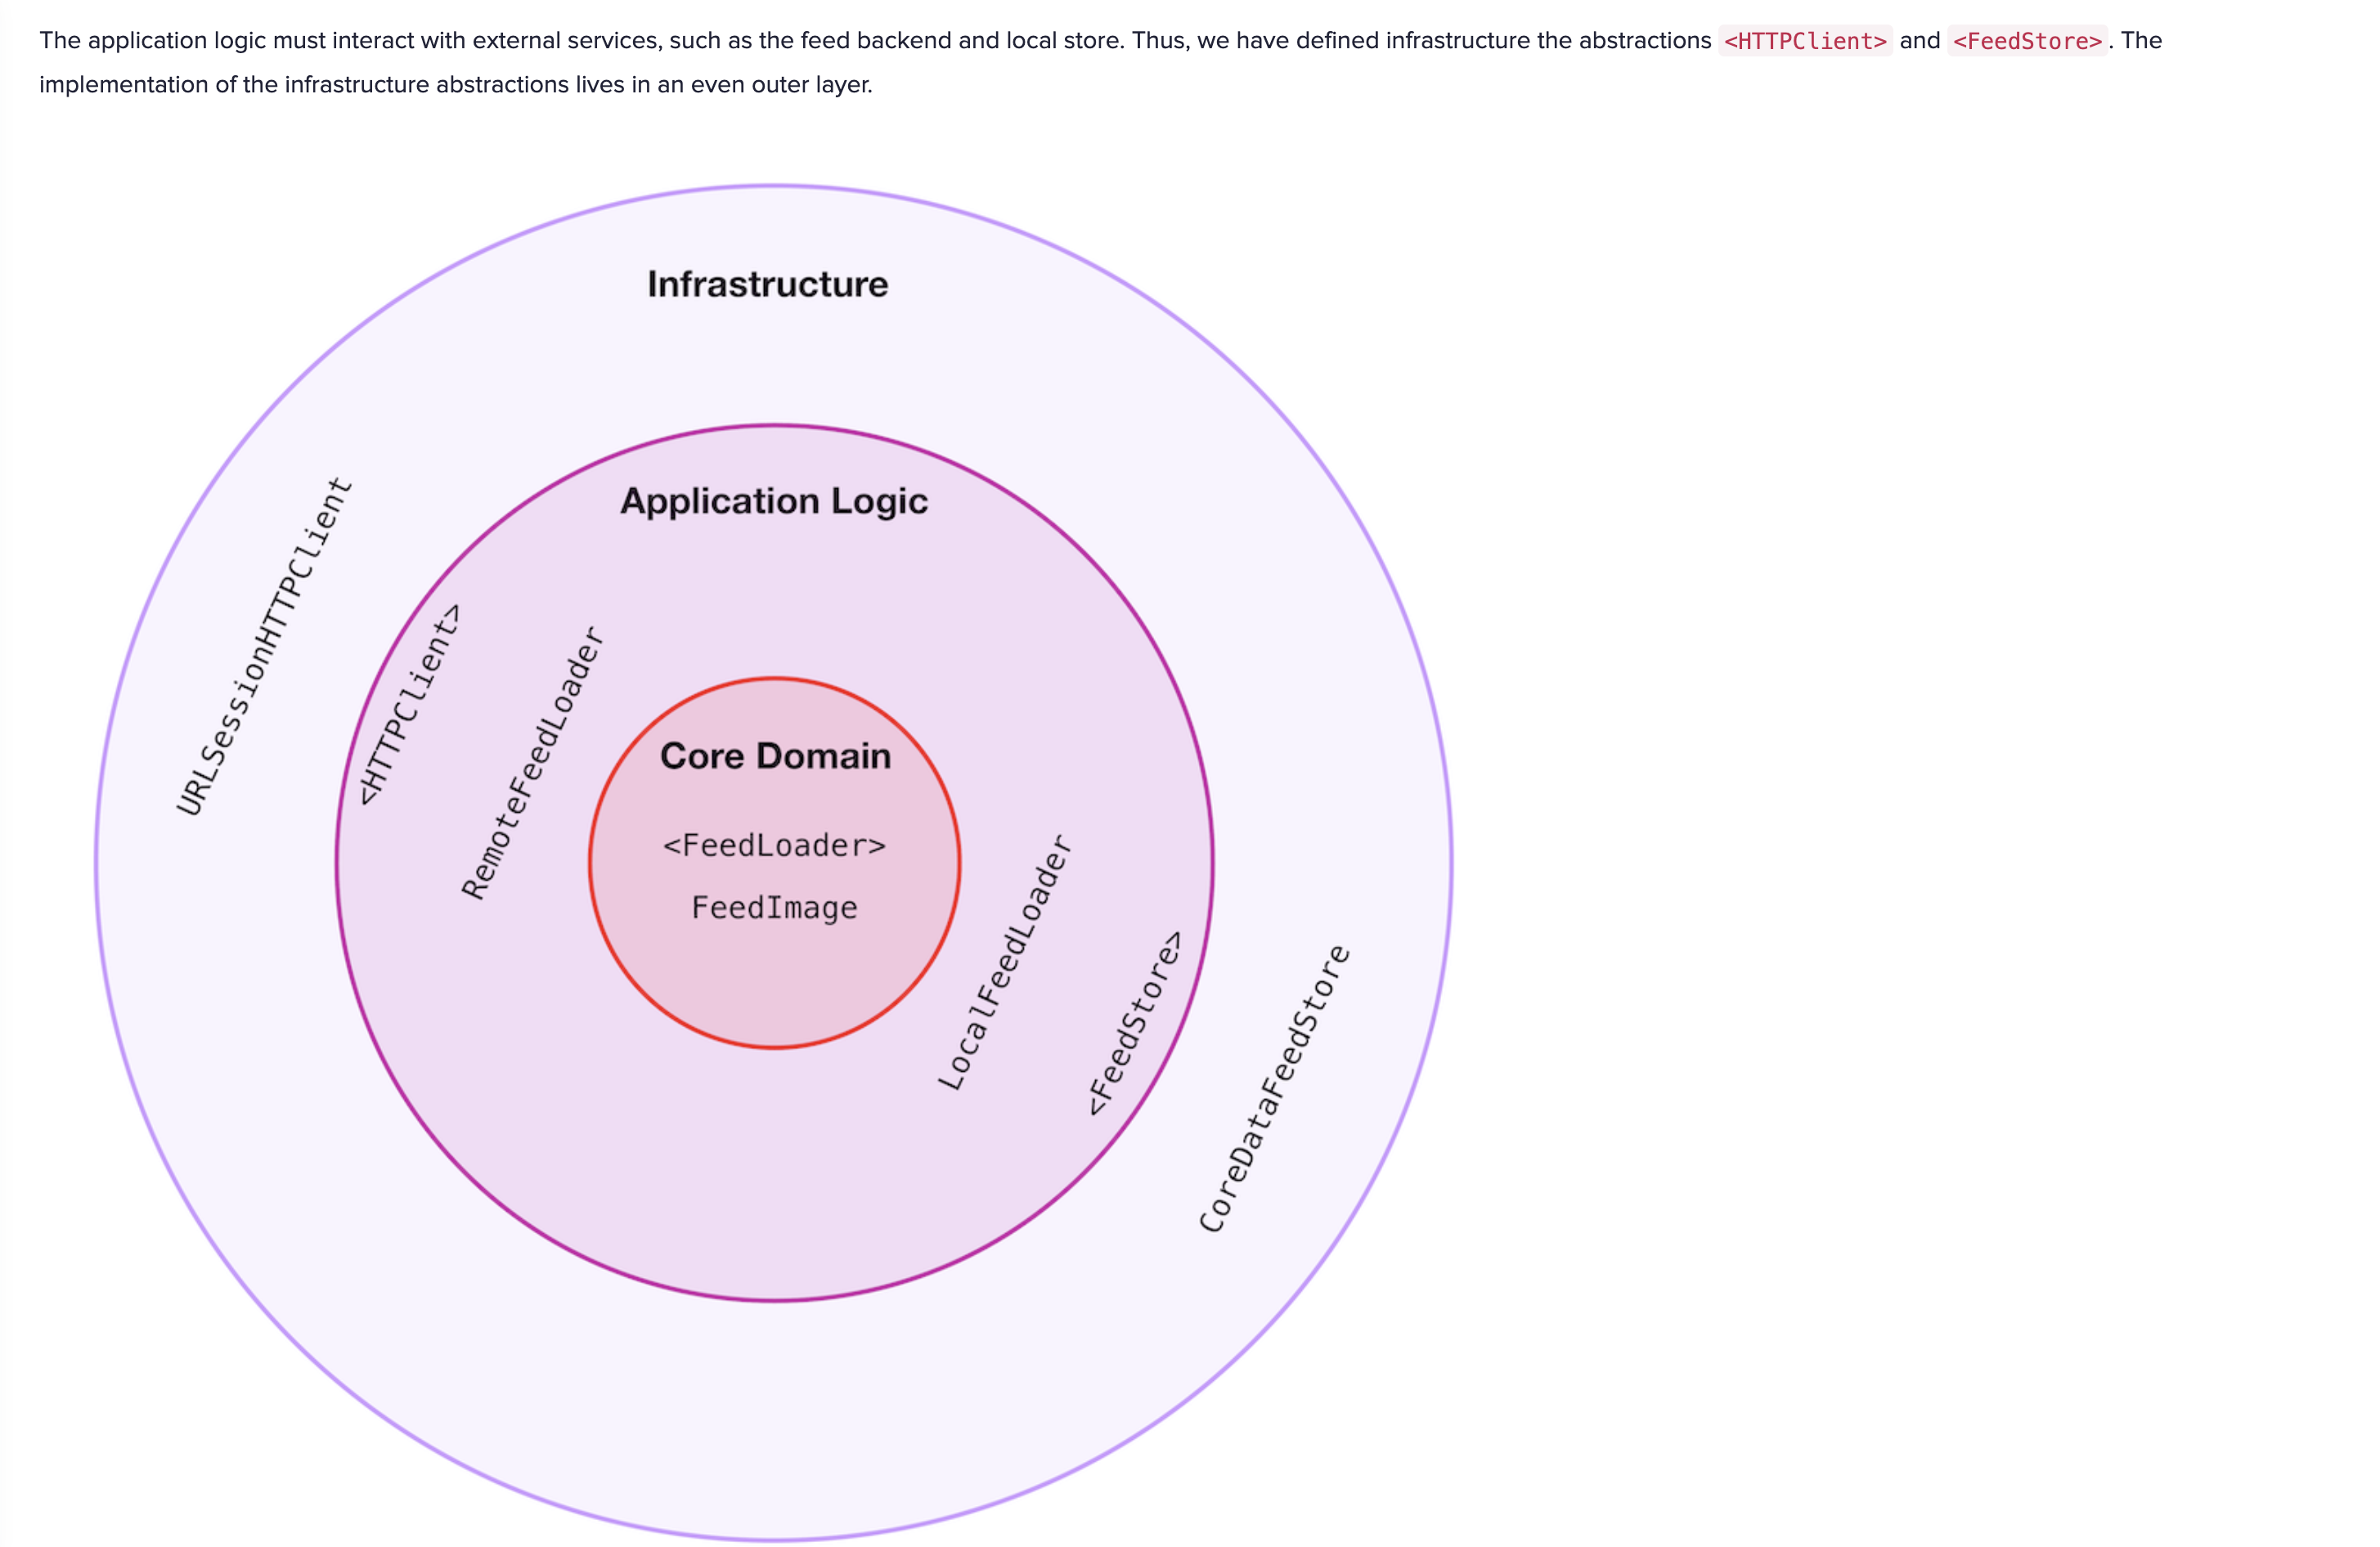 The application logic must interact with external services, such as the feed backend and local store. Thus, we have defined infrastructure the abstractions <HTTPClient> and <FeedStore>. The
implementation of the infrastructure abstractions lives in an even outer layer.
Infrastructure
Application Logic
URLSessionHTTPClient
<HTTPClient>
RemoteFeedLoader
Core Domain
<FeedLoader>
FeedImage
LocalFeedLoader
<FeedStore>
CoreDataFeedStore